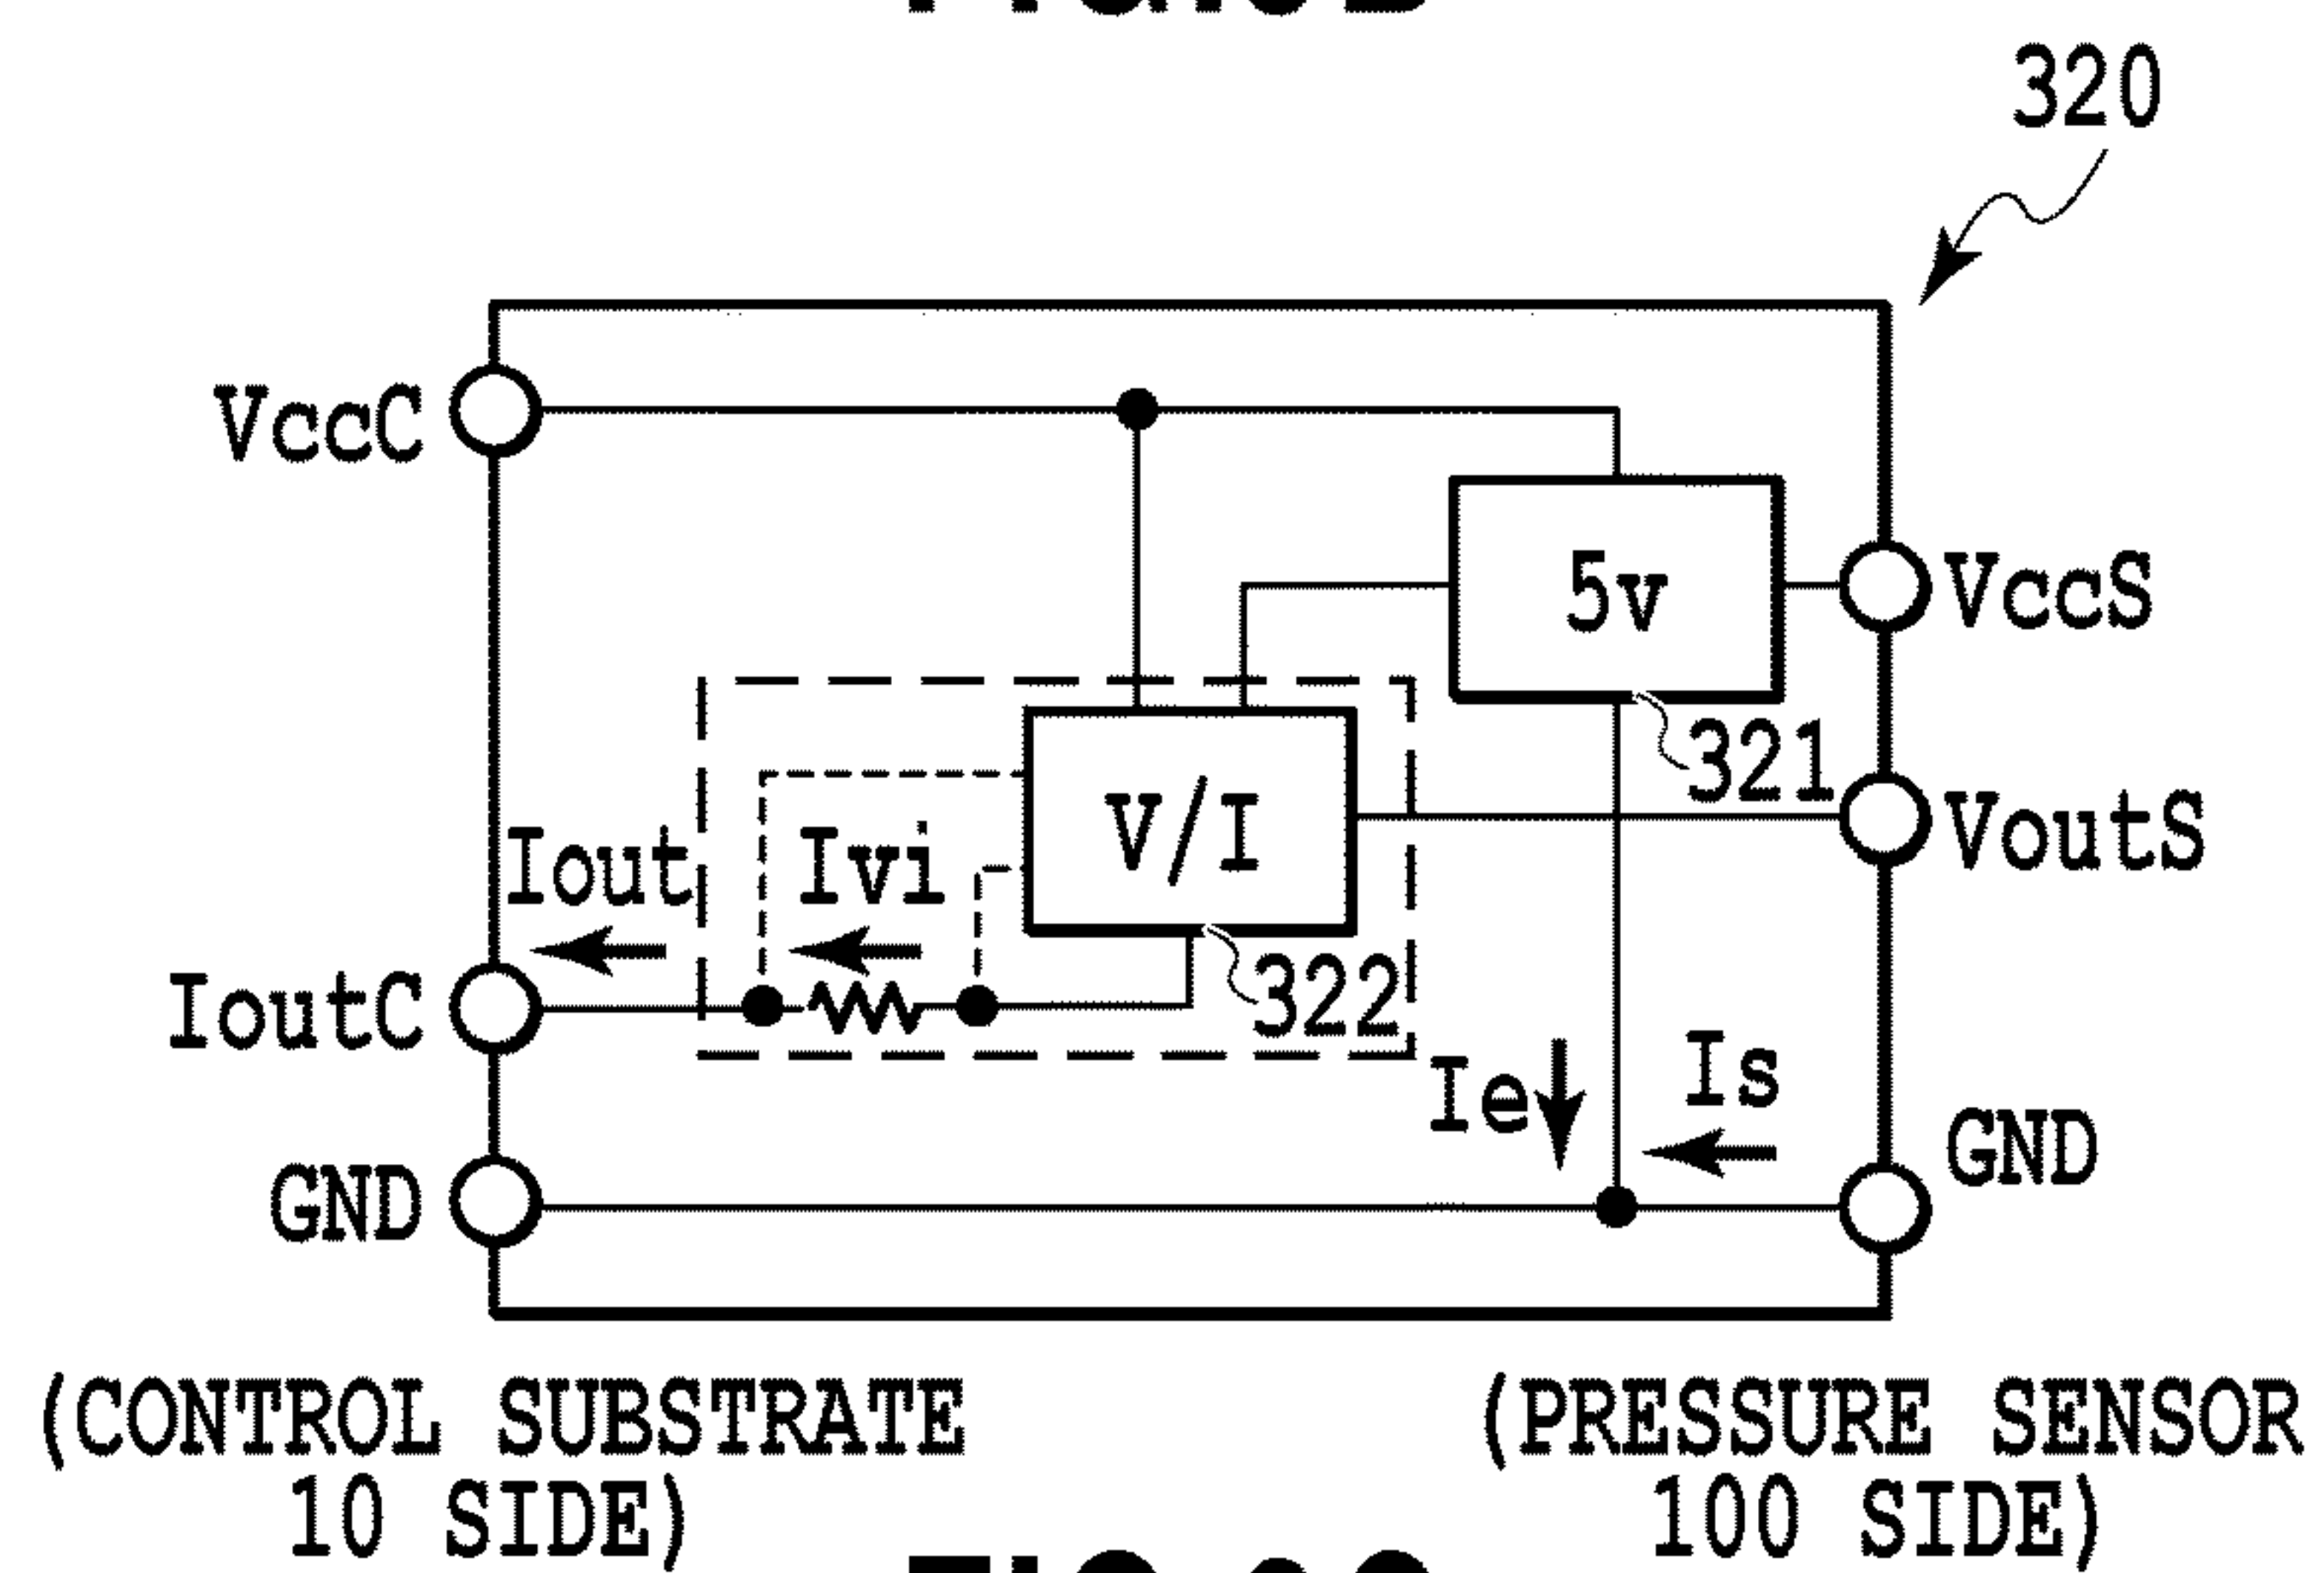 320
VccC
5v
VccS
321
V/I
VoutS
Iout
Ivi
322
IoutC
Ie
Is
GND
GND
(CONTROL SUBSTRATE
10 SIDE)
(PRESSURE SENSOR
100 SIDE)